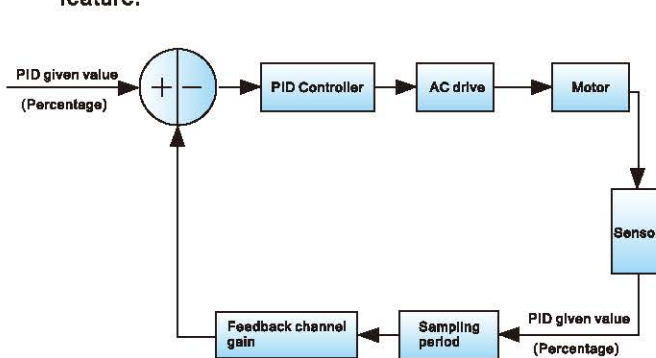 feature.
PID given value
(Percentage)
+ −
PID Controller
AC drive
Motor
Senso
PID given value
(Percentage)
Sampling
period
Feedback channel
gain